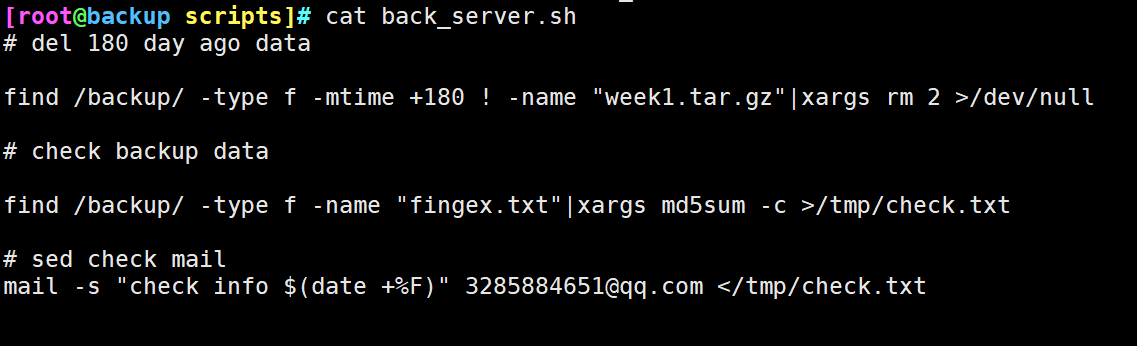 [root@backup scripts]# cat back_server.sh
# del 180 day ago data
find /backup/ -type f -mtime +180 ! -name "week1.tar.gz"|xargs rm 2 >/dev/null
# check backup data
find /backup/ -type f -name "fingex.txt"|xargs md5sum -c >/tmp/check.txt
# sed check mail
mail -s "check info $(date +%F)" 3285884651@qq.com </tmp/check.txt